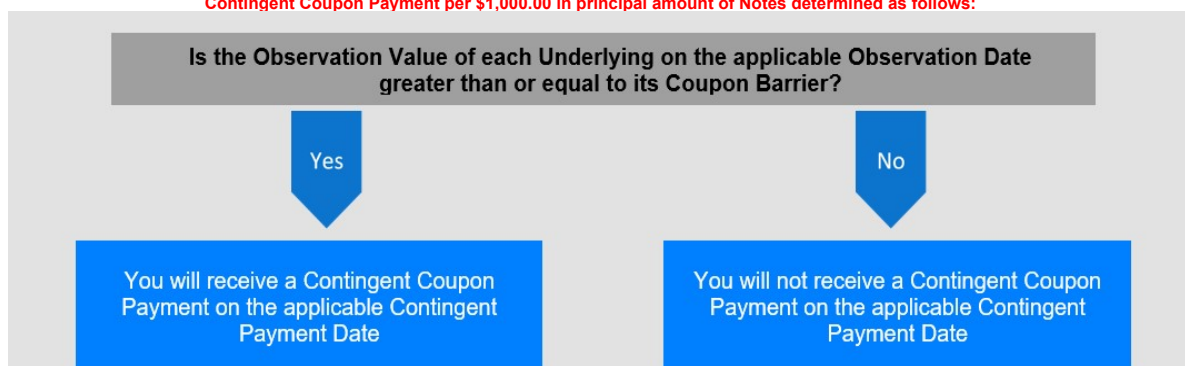 Contingent Coupon Payment per $1,000.00 in principal amount of Notes determined as follows:
Is the Observation Value of each Underlying on the applicable Observation Date
greater than or equal to its Coupon Barrier?
Yes
No
You will receive a Contingent Coupon
Payment on the applicable Contingent
Payment Date
You will not receive a Contingent Coupon
Payment on the applicable Contingent
Payment Date